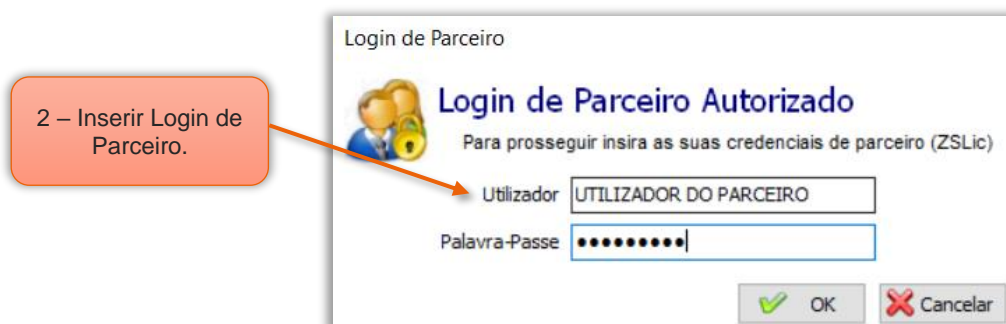 Login de Parceiro
Login de Parceiro Autorizado
Para prosseguir insira as suas credenciais de parceiro (ZSLic)
2 – Inserir Login de
Parceiro.
Utilizador UTILIZADOR DO PARCEIRO
Palavra-Passe ●●●●●●●●●
OK Cancelar